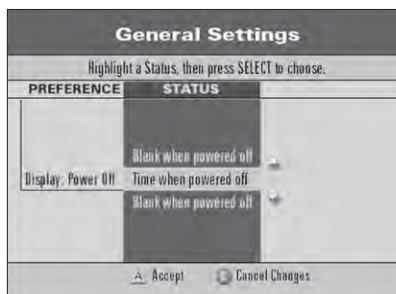 General Settings
Highlight a Status, then press SELECT to choose.
PREFERENCE STATUS
Blank when powered off
Display: Power Off Time when powered off
Blank when powered off
A Accept Cancel Changes